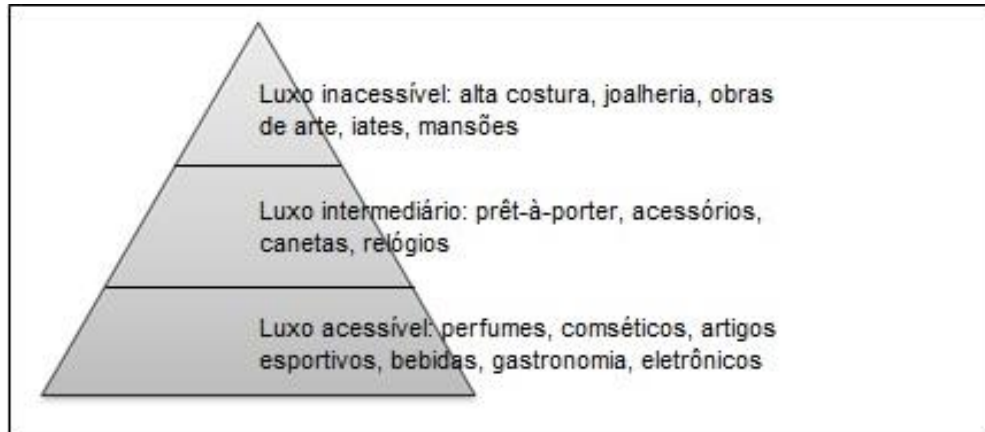 Luxo inacessível: alta costura, joalheria, obras
de arte, iates, mansões
Luxo intermediário: prêt-à-porter, acessórios,
canetas, relógios
Luxo acessível: perfumes, comséticos, artigos
esportivos, bebidas, gastronomia, eletrônicos